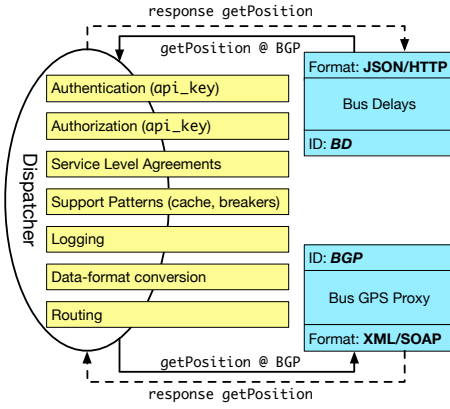 response getPosition
getPosition @ BGP
Format: JSON/HTTP
Bus Delays
ID: BD
Dispatcher
Authentication (api_key)
Authorization (api_key)
Service Level Agreements
Support Patterns (cache, breakers)
Logging
Data-format conversion
Routing
ID: BGP
Bus GPS Proxy
Format: XML/SOAP
getPosition @ BGP
response getPosition